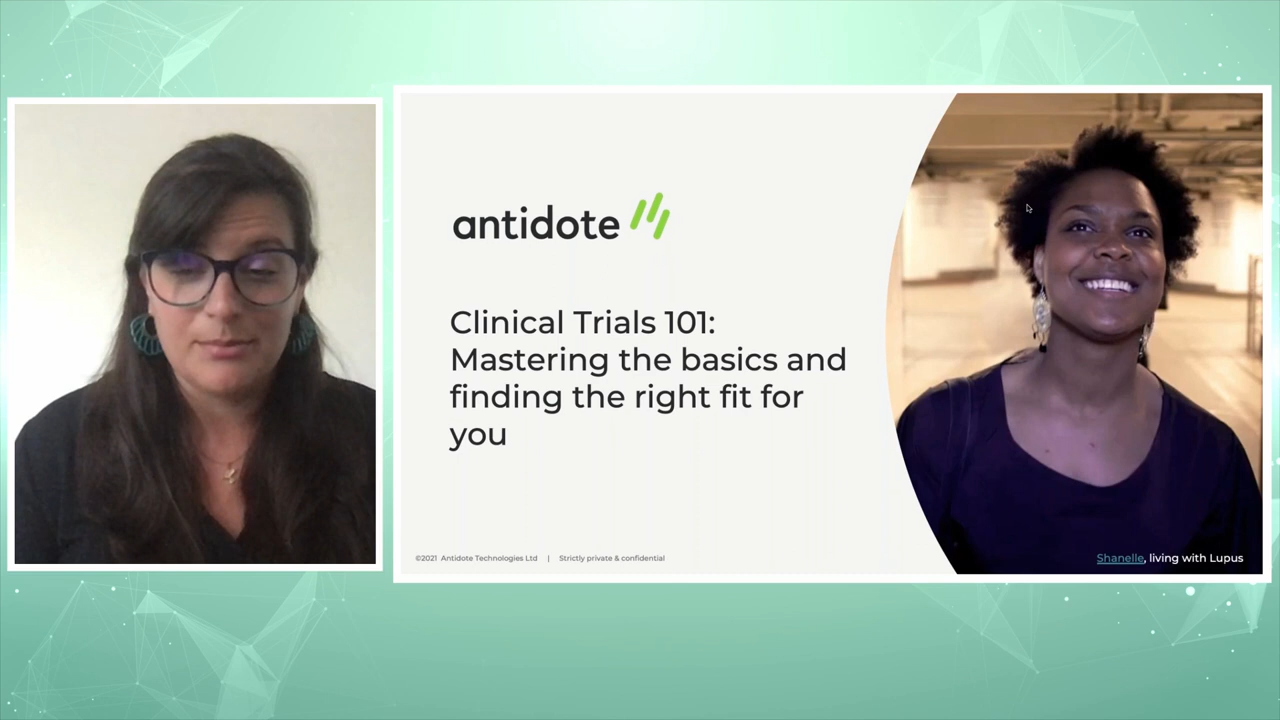 antidote
Clinical Trials 101:
Mastering the basics and
finding the right fit for
you
©2021 Antidote Technologies Ltd | Strictly private & confidential
Shanelle, living with Lupus